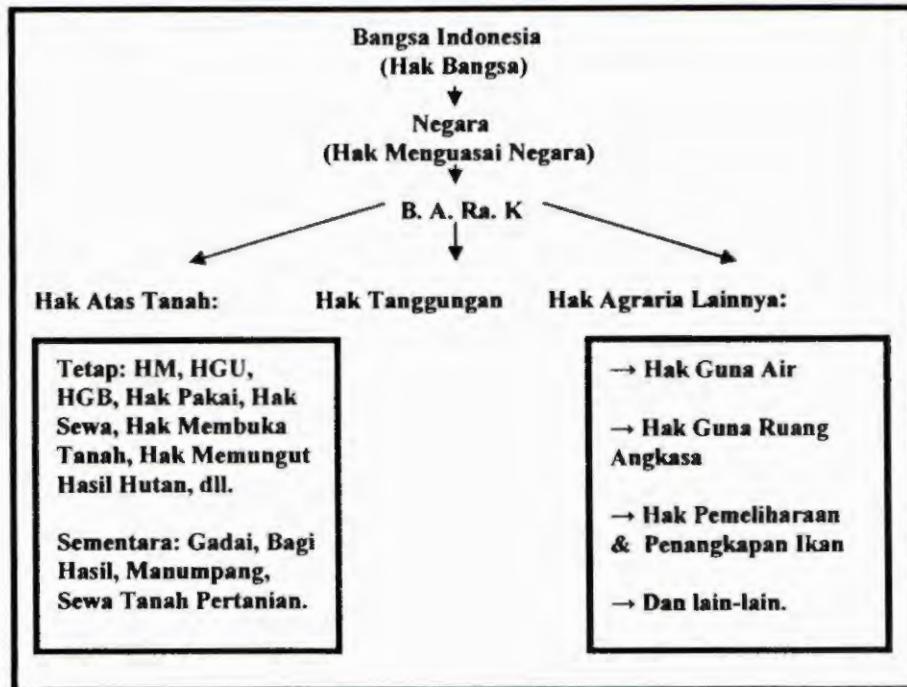 Bangsa Indonesia
(Hak Bangsa)
Negara
(Hak Menguasai Negara)
B. A. Ra. K
Hak Atas Tanah:
Hak Tanggungan
Hak Agraria Lainnya:
Tetap: HM, HGU,
HGB, Hak Pakai, Hak
Sewa, Hak Membuka
Tanah, Hak Memungut
Hasil Hutan, dll.
Sementara: Gadai, Bagi
Hasil, Manumpang,
Sewa Tanah Pertanian.
→ Hak Guna Air
→ Hak Guna Ruang
Angkasa
→ Hak Pemeliharaan
& Penangkapan Ikan
→ Dan lain-lain.